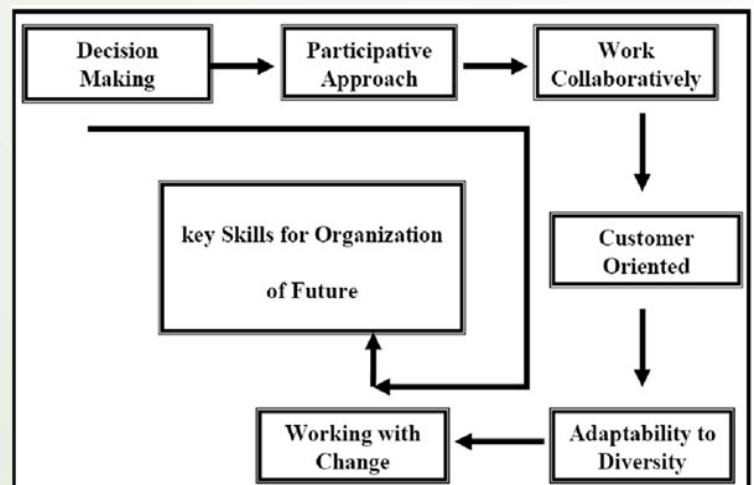 Decision
Making
Participative
Approach
Work
Collaboratively
key Skills for Organization
of Future
Customer
Oriented
Working with
Change
Adaptability to
Diversity